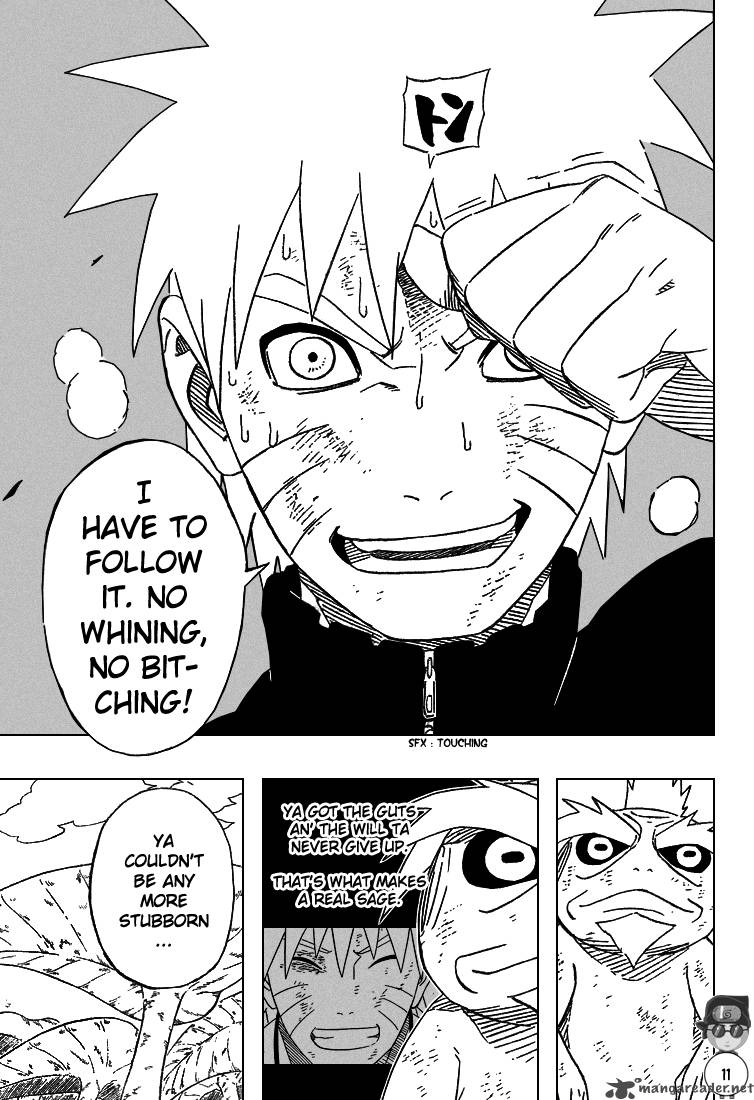 トン
I
HAVE TO
FOLLOW
IT. NO
WHINING,
NO BIT-
CHING!
SFX : TOUCHING
YA
COULDN'T
BE ANY
MORE
STUBBORN
...
YA GOT THE GUTS
AN' THE WILL TA
NEVER GIVE UP.
THAT'S WHAT MAKES
A REAL SAGE.
11
mangareader.net